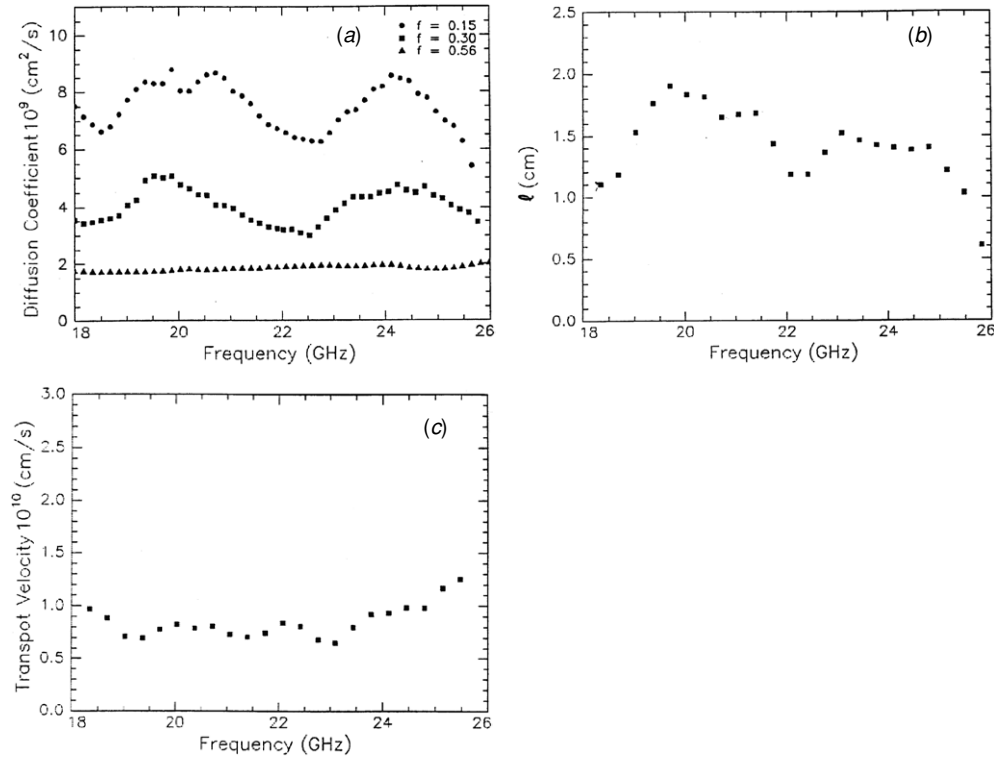 (a)
f = 0.15
f = 0.30
f = 0.56
Diffusion Coefficient 10⁹ (cm²/s)
10
8
6
4
2
0
18 20 22 24 26
Frequency (GHz)
(b)
ℓ (cm)
2.5
2.0
1.5
1.0
0.5
0.0
18 20 22 24 26
Frequency (GHz)
(c)
Transpot Velocity 10¹⁰ (cm/s)
3.0
2.5
2.0
1.5
1.0
0.5
0.0
18 20 22 24 26
Frequency (GHz)